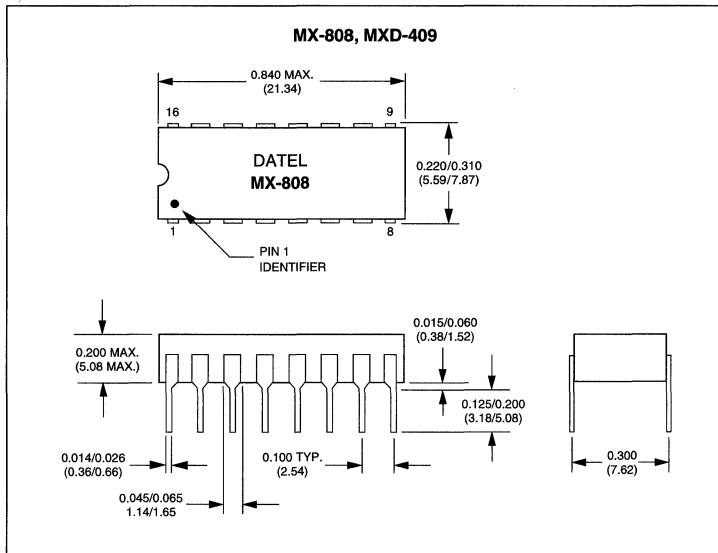 MX-808, MXD-409
0.840 MAX.
(21.34)
16
9
DATEL
MX-808
0.220/0.310
(5.59/7.87)
1
8
PIN 1
IDENTIFIER
0.015/0.060
(0.38/1.52)
0.200 MAX.
(5.08 MAX.)
0.125/0.200
(3.18/5.08)
0.014/0.026
(0.36/0.66)
0.100 TYP.
(2.54)
0.300
(7.62)
0.045/0.065
1.14/1.65